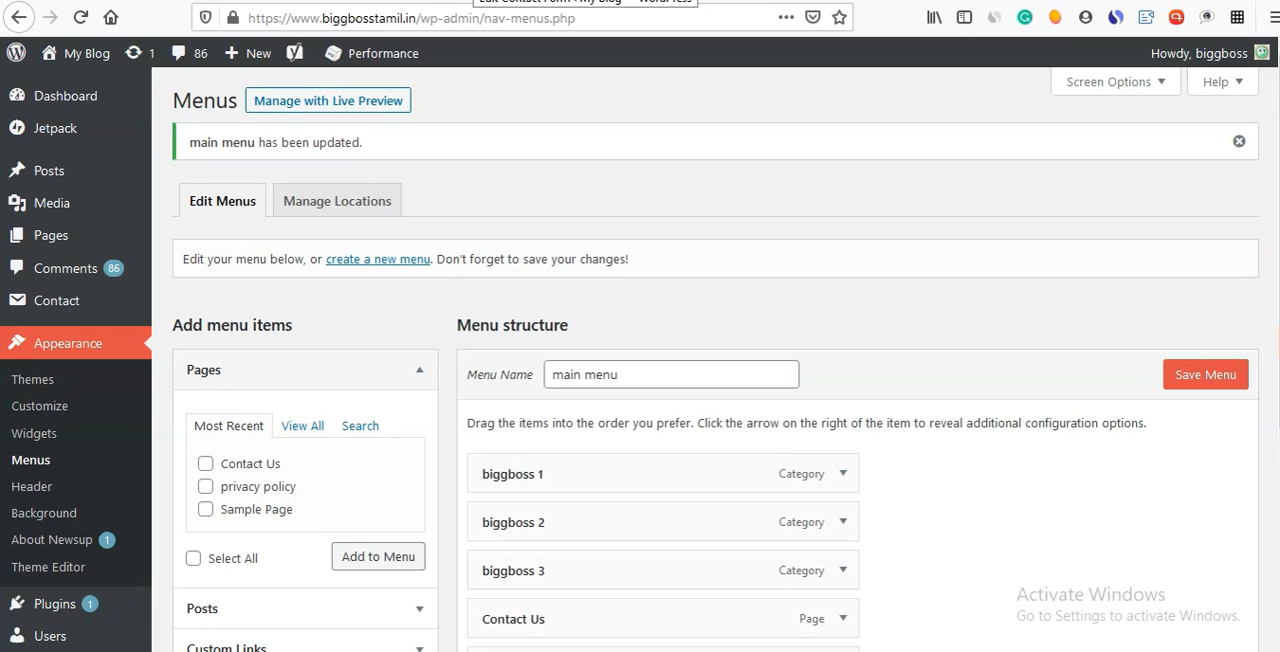 Edit Contact Form ‹ My Blog — WordPress
https://www.biggbosstamil.in/wp-admin/nav-menus.php
My Blog 1 86 New Performance Howdy, biggboss
Screen Options Help
Menus Manage with Live Preview
main menu has been updated.
Edit Menus Manage Locations
Edit your menu below, or create a new menu. Don't forget to save your changes!
Dashboard
Jetpack
Posts
Media
Pages
Comments 86
Contact
Appearance
Themes
Customize
Widgets
Menus
Header
Background
About Newsup 1
Theme Editor
Plugins 1
Users
Add menu items
Pages
Most Recent View All Search
Contact Us
privacy policy
Sample Page
Select All Add to Menu
Posts
Custom Links
Menu structure
Menu Name main menu Save Menu
Drag the items into the order you prefer. Click the arrow on the right of the item to reveal additional configuration options.
biggboss 1 Category
biggboss 2 Category
biggboss 3 Category
Contact Us Page
Activate Windows
Go to Settings to activate Windows.